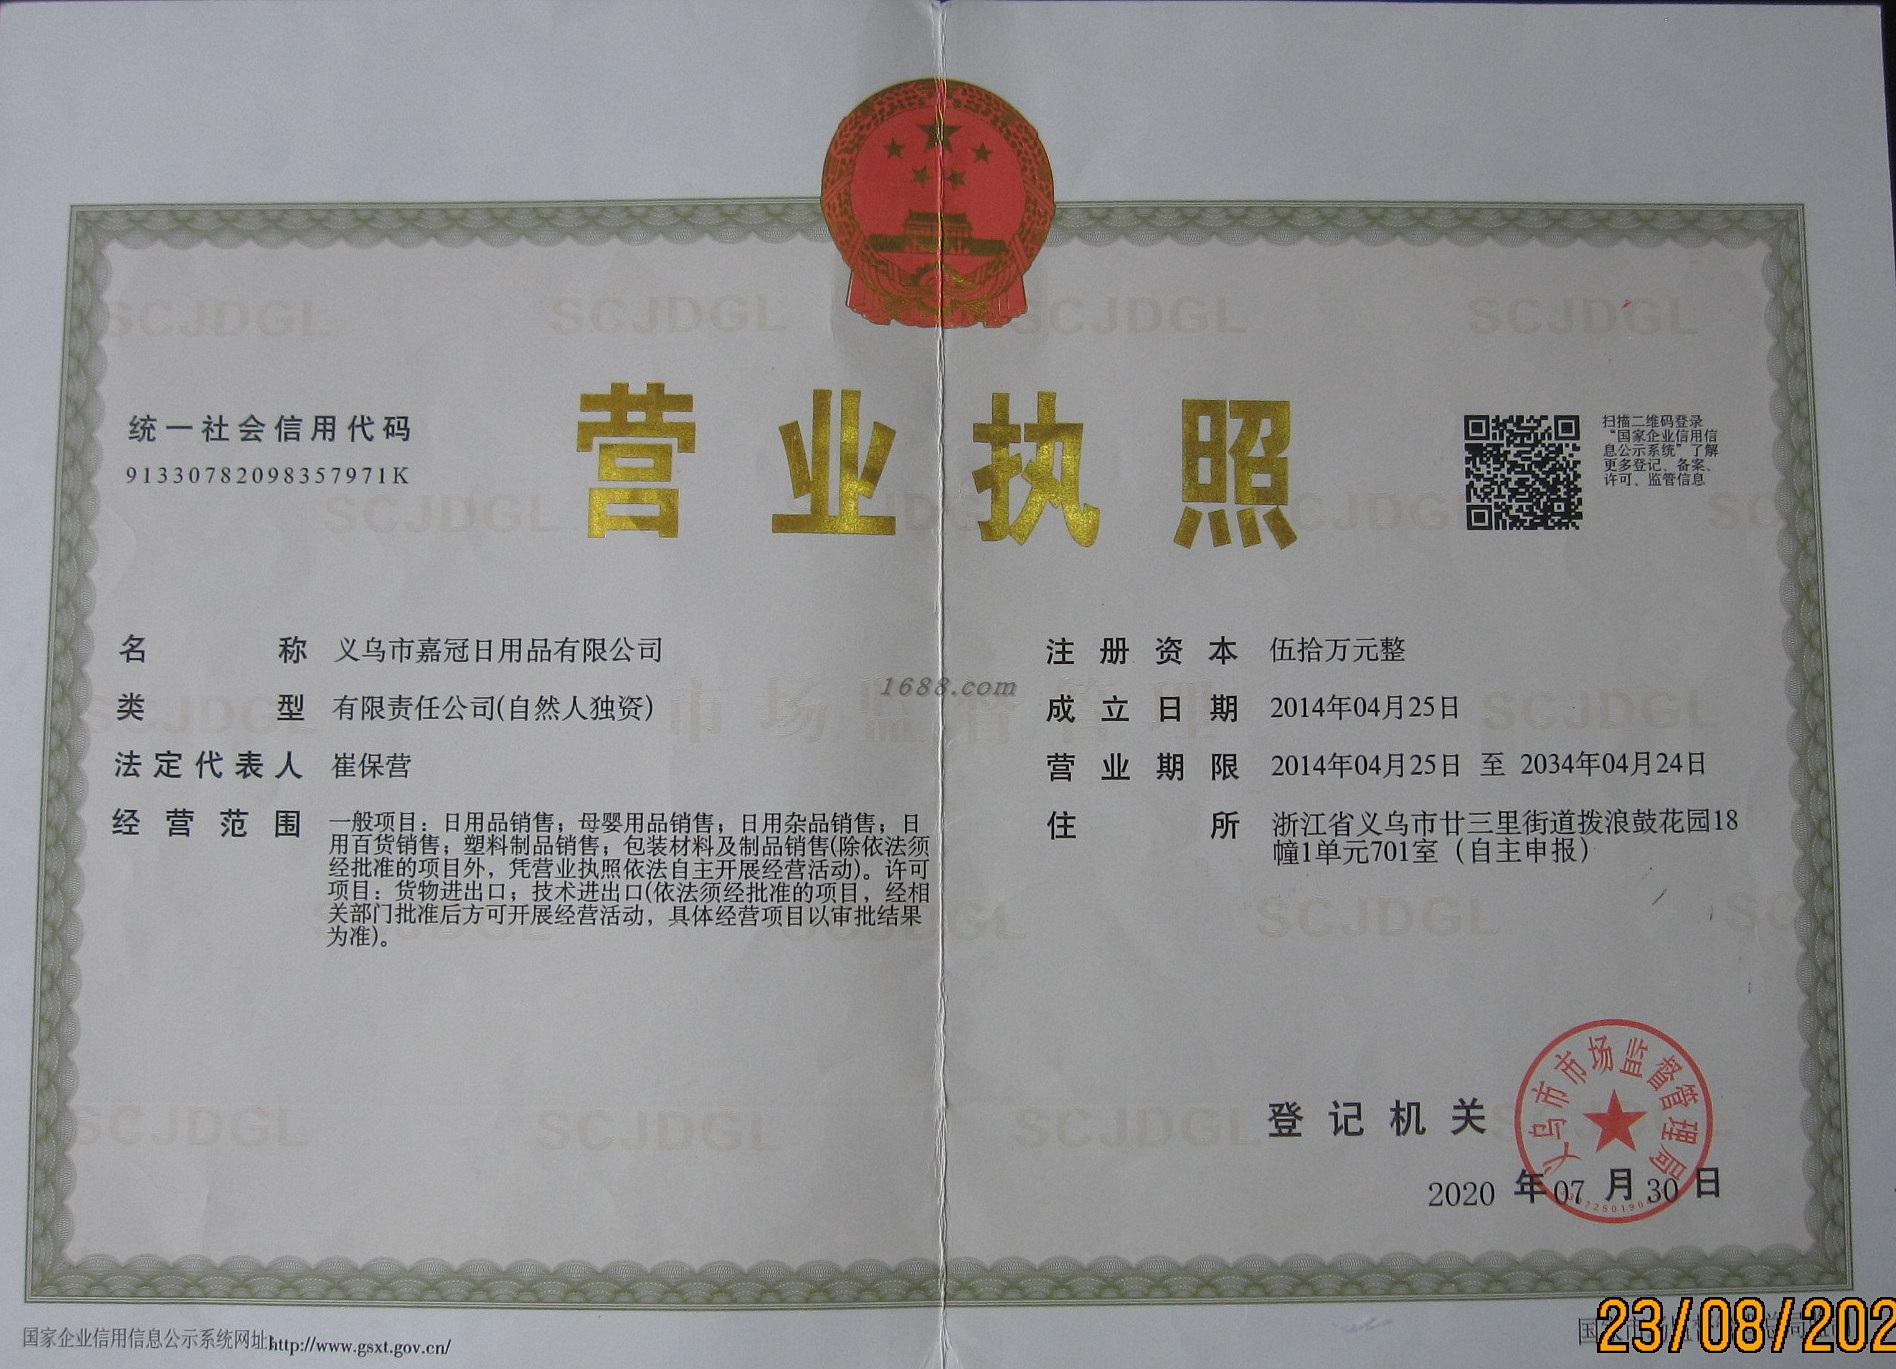 营业执照
统一社会信用代码
91330782098357971K
扫描二维码登录
“国家企业信用信
息公示系统”了解
更多登记、备案、
许可、监管信息
名称 义乌市嘉冠日用品有限公司
类型 有限责任公司(自然人独资)
法定代表人 崔保营
经营范围 一般项目：日用品销售；母婴用品销售；日用杂品销售；日
用百货销售；塑料制品销售；包装材料及制品销售(除依法须
经批准的项目外，凭营业执照依法自主开展经营活动)。许可
项目：货物进出口；技术进出口(依法须经批准的项目，经相
关部门批准后方可开展经营活动，具体经营项目以审批结果
为准)。
注册资本 伍拾万元整
成立日期 2014年04月25日
营业期限 2014年04月25日 至 2034年04月24日
住所 浙江省义乌市廿三里街道拨浪鼓花园18
幢1单元701室（自主申报）
1688.com
市场监督管理
SCJDGL
登记机关
义乌市市场监督管理局
2020 年 07 月 30 日
国家企业信用信息公示系统网址:http://www.gsxt.gov.cn/
23/08/202